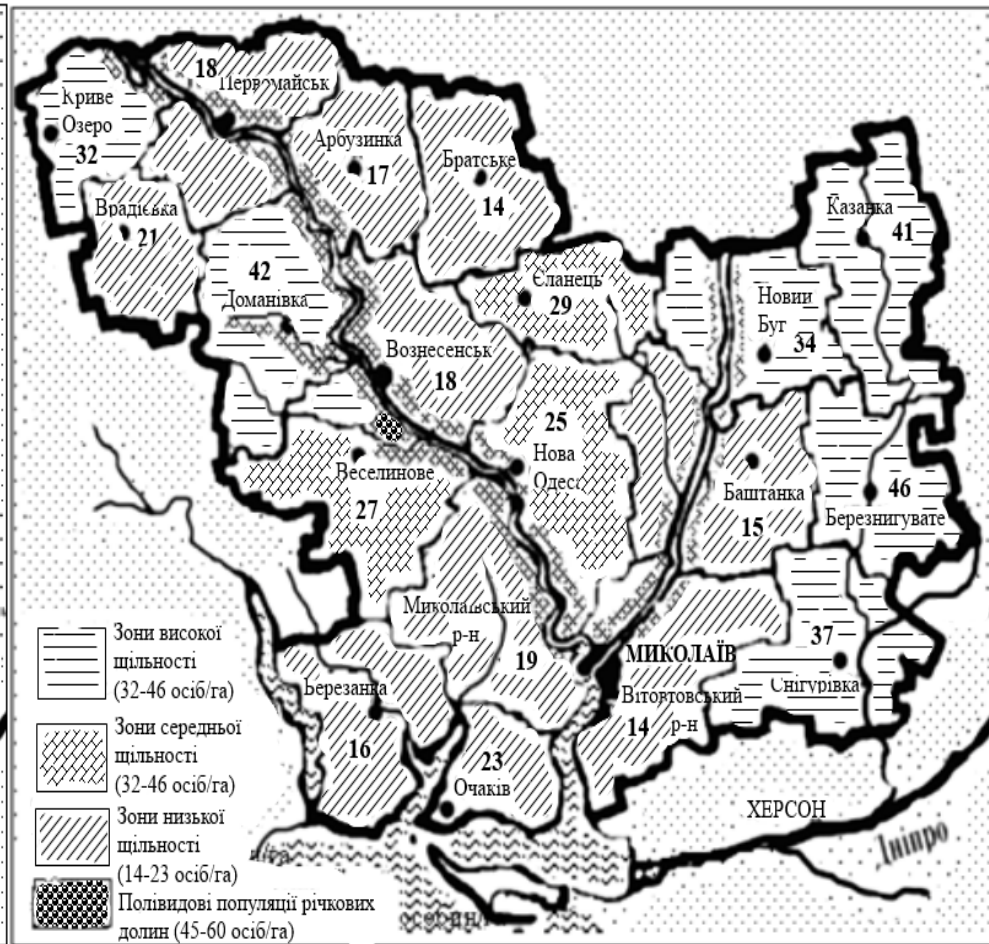 18
Первомайськ
Криве
Озеро
32
Арбузинка
17
Братське
14
Врадіївка
21
Казанка
41
42
Доманівка
Єланець
29
Новий
Буг
34
Вознесенськ
18
25
Нова
Одеса
Веселинове
27
Баштанка
15
46
Березнигувате
Миколаївський
р-н
19
МИКОЛАЇВ
37
Снігурівка
Вітовтовський
14 р-н
Березанка
16
23
Очаків
ХЕРСОН
Дніпро
Зони високої
щільності
(32-46 осіб/га)
Зони середньої
щільності
(32-46 осіб/га)
Зони низької
щільності
(14-23 осіб/га)
Полівидові популяції річкових
долин (45-60 осіб/га)